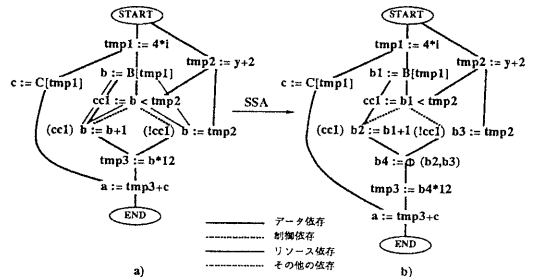 START
tmp1 := 4*i
tmp2 := y+2
c := C[tmp1]
b := B[tmp1]
cc1 := b < tmp2
(cc1) b := b+1 (!cc1) b := tmp2
tmp3 := b*12
a := tmp3+c
END
a)
SSA
START
tmp1 := 4*i
tmp2 := y+2
c := C[tmp1]
b1 := B[tmp1]
cc1 := b1 < tmp2
(cc1) b2 := b1+1 (!cc1) b3 := tmp2
b4 := Φ (b2,b3)
tmp3 := b4*12
a := tmp3+c
END
b)
データ依存
制御依存
リソース依存
その他の依存